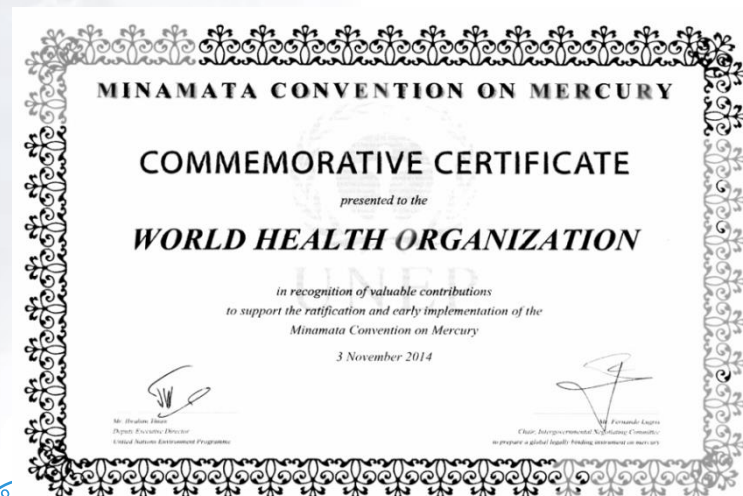 MINAMATA CONVENTION ON MERCURY
COMMEMORATIVE CERTIFICATE
presented to the
WORLD HEALTH ORGANIZATION
UNEP
in recognition of valuable contributions
to support the ratification and early implementation of the
Minamata Convention on Mercury
3 November 2014
Mr. Ibrahim Thiaw
Deputy Executive Director
United Nations Environment Programme
Mr. Fernando Lugris
Chair, Intergovernmental Negotiating Committee
to prepare a global legally binding instrument on mercury